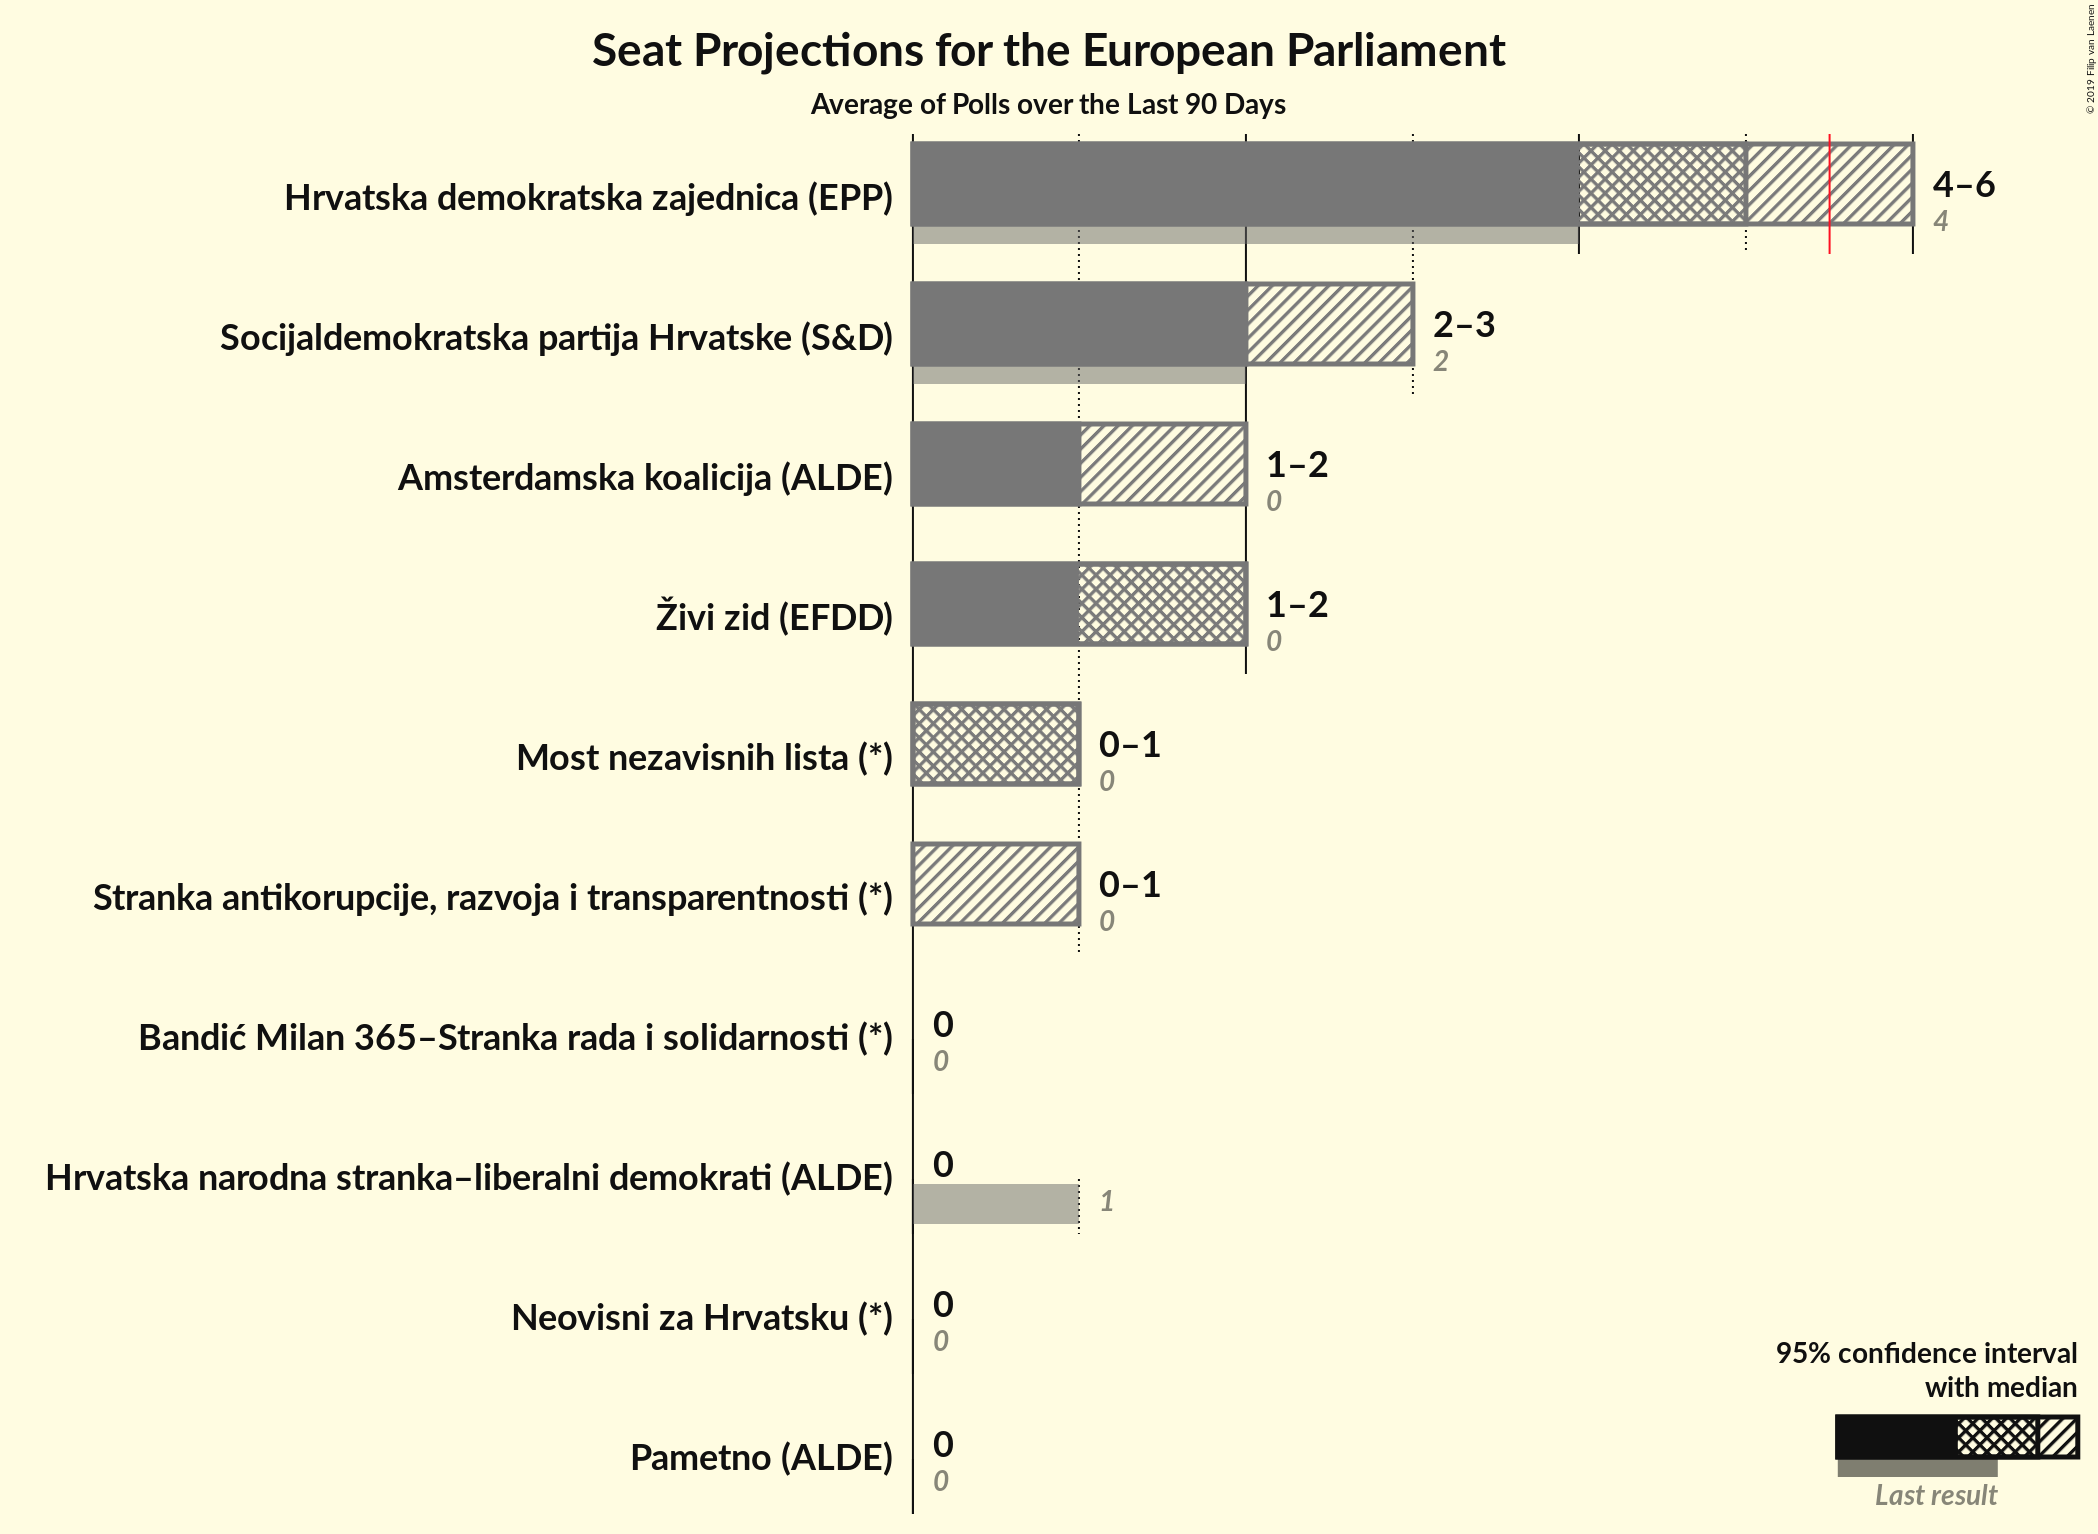 Seat Projections for the European Parliament
Average of Polls over the Last 90 Days
© 2019 Filip van Laenen
Hrvatska demokratska zajednica (EPP)
4–6
4
Socijaldemokratska partija Hrvatske (S&D)
2–3
2
Amsterdamska koalicija (ALDE)
1–2
0
Živi zid (EFDD)
1–2
0
Most nezavisnih lista (*)
0–1
0
Stranka antikorupcije, razvoja i transparentnosti (*)
0–1
0
Bandić Milan 365–Stranka rada i solidarnosti (*)
0
0
Hrvatska narodna stranka–liberalni demokrati (ALDE)
0
1
Neovisni za Hrvatsku (*)
0
0
Pametno (ALDE)
0
0
95% confidence interval
with median
Last result